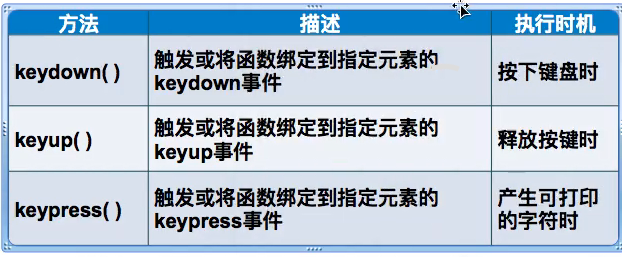 方法 描述 执行时机
keydown( ) 触发或将函数绑定到指定元素的
keydown事件 按下键盘时
keyup( ) 触发或将函数绑定到指定元素的
keyup事件 释放按键时
keypress( ) 触发或将函数绑定到指定元素的
keypress事件 产生可打印
的字符时